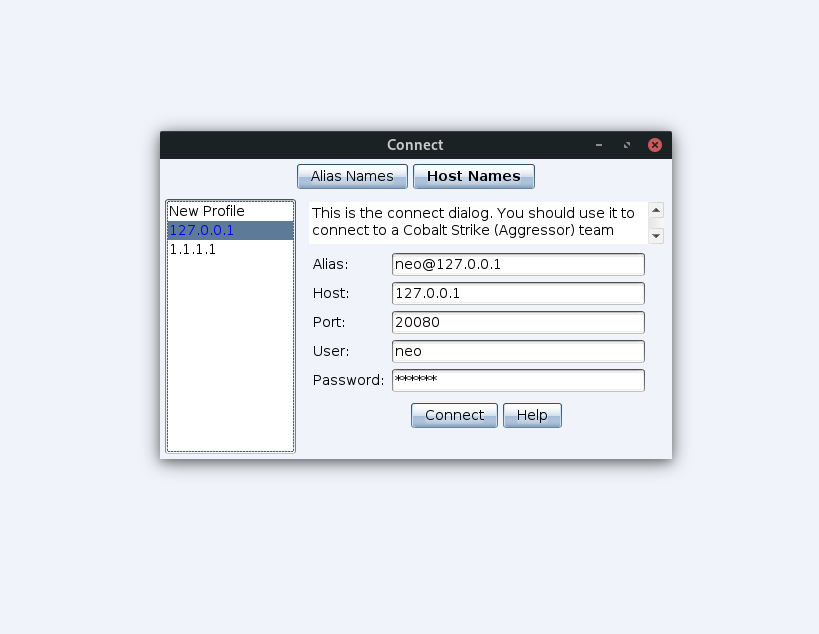 Connect
Alias Names
Host Names
New Profile
127.0.0.1
1.1.1.1
This is the connect dialog. You should use it to
connect to a Cobalt Strike (Aggressor) team
Alias: neo@127.0.0.1
Host: 127.0.0.1
Port: 20080
User: neo
Password: ******
Connect
Help